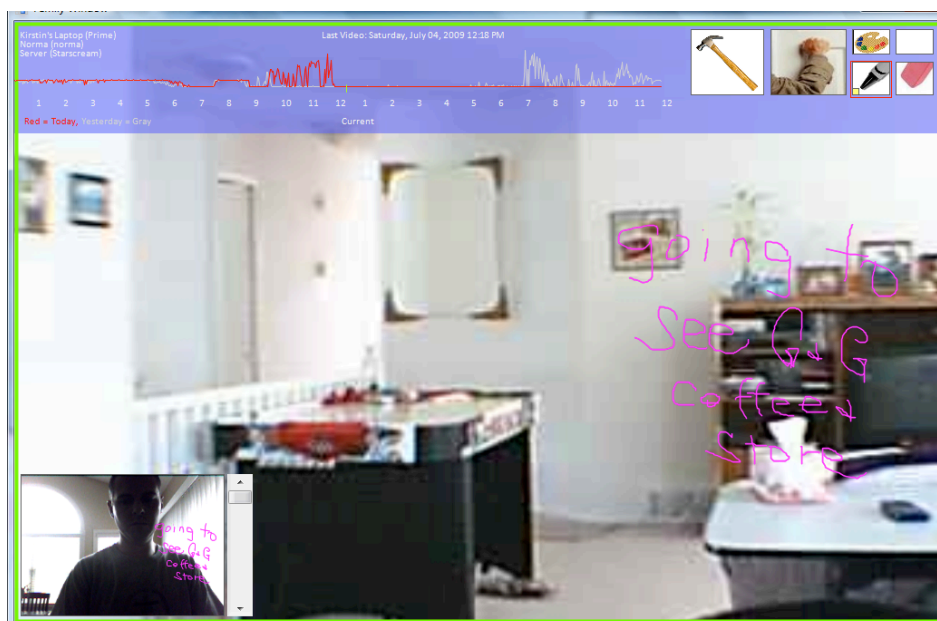 Family Window
Kirstin's Laptop (Prime)
Norma (norma)
Server (Starscream)
Last Video: Saturday, July 04, 2009 12:18 PM
1 2 3 4 5 6 7 8 9 10 11 12 1 2 3 4 5 6 7 8 9 10 11 12
Red = Today, Yesterday = Gray
Current
going to
see G&G
Coffee &
Store
going to
see G&G
Coffee &
Store